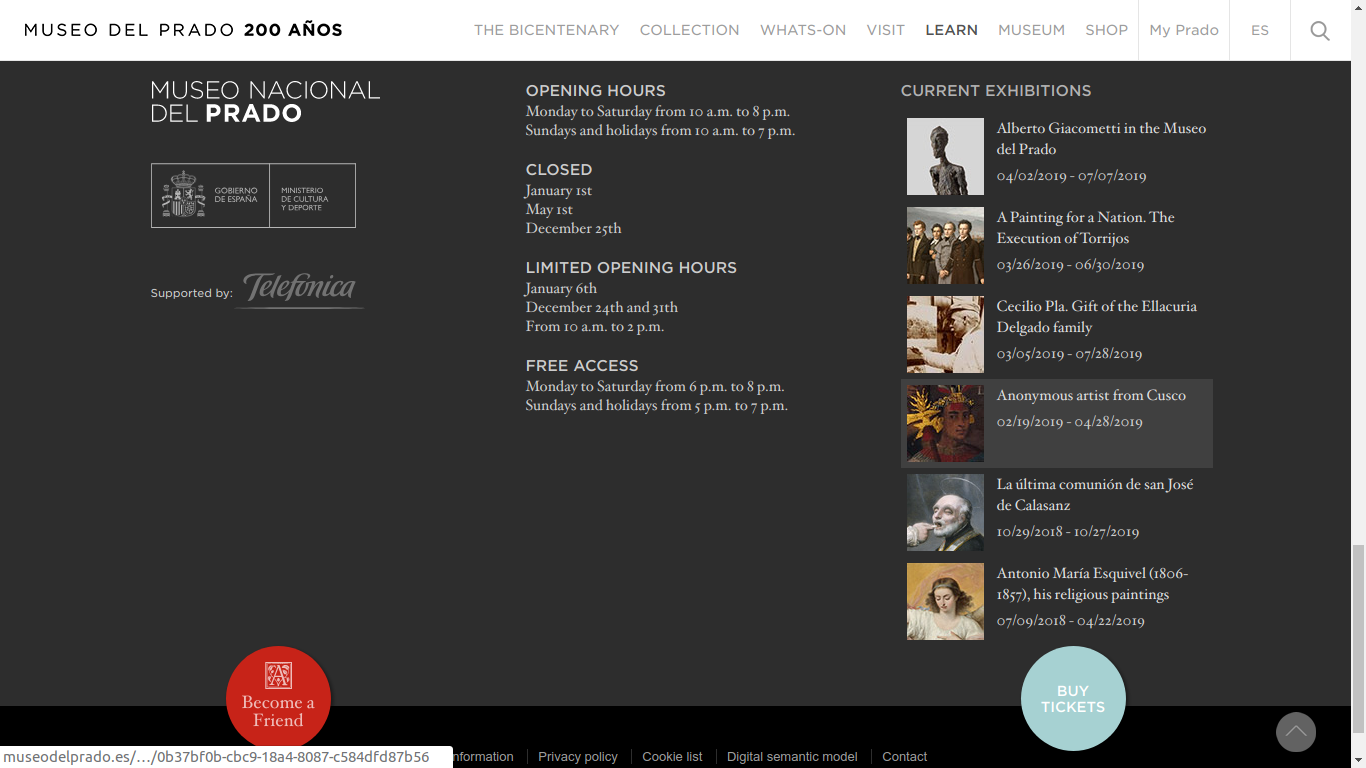 MUSEO DEL PRADO 200 AÑOS
THE BICENTENARY
COLLECTION
WHATS-ON
VISIT
LEARN
MUSEUM
SHOP
My Prado
ES
MUSEO NACIONAL
DEL PRADO
GOBIERNO
DE ESPAÑA
MINISTERIO
DE CULTURA
Y DEPORTE
Supported by:
Telefónica
OPENING HOURS
Monday to Saturday from 10 a.m. to 8 p.m.
Sundays and holidays from 10 a.m. to 7 p.m.
CLOSED
January 1st
May 1st
December 25th
LIMITED OPENING HOURS
January 6th
December 24th and 31th
From 10 a.m. to 2 p.m.
FREE ACCESS
Monday to Saturday from 6 p.m. to 8 p.m.
Sundays and holidays from 5 p.m. to 7 p.m.
CURRENT EXHIBITIONS
Alberto Giacometti in the Museo
del Prado
04/02/2019 - 07/07/2019
A Painting for a Nation. The
Execution of Torrijos
03/26/2019 - 06/30/2019
Cecilio Pla. Gift of the Ellacuria
Delgado family
03/05/2019 - 07/28/2019
Anonymous artist from Cusco
02/19/2019 - 04/28/2019
La última comunión de san José
de Calasanz
10/29/2018 - 10/27/2019
Antonio María Esquivel (1806-
1857), his religious paintings
07/09/2018 - 04/22/2019
Become a
Friend
BUY
TICKETS
museodelprado.es/…/0b37bf0b-cbc9-18a4-8087-c584dfd87b56
nformation
Privacy policy
Cookie list
Digital semantic model
Contact